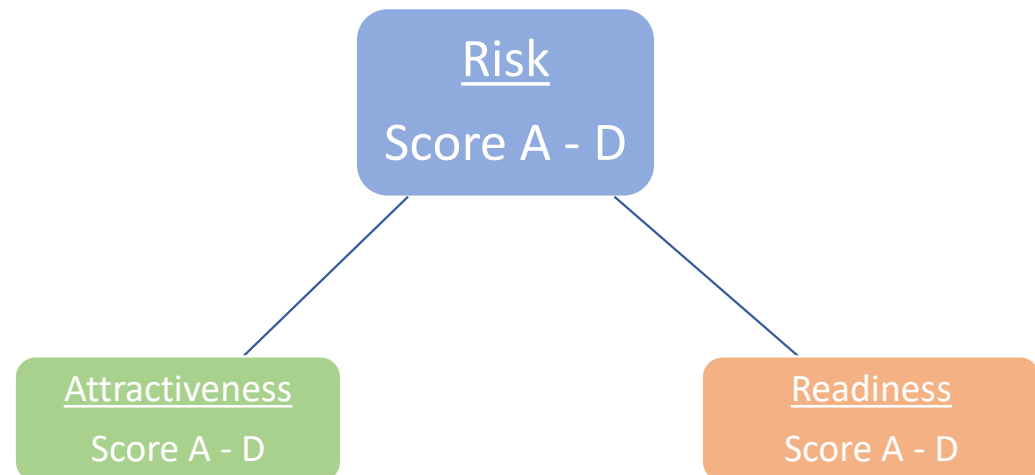 Risk
Score A - D
Attractiveness
Score A - D
Readiness
Score A - D